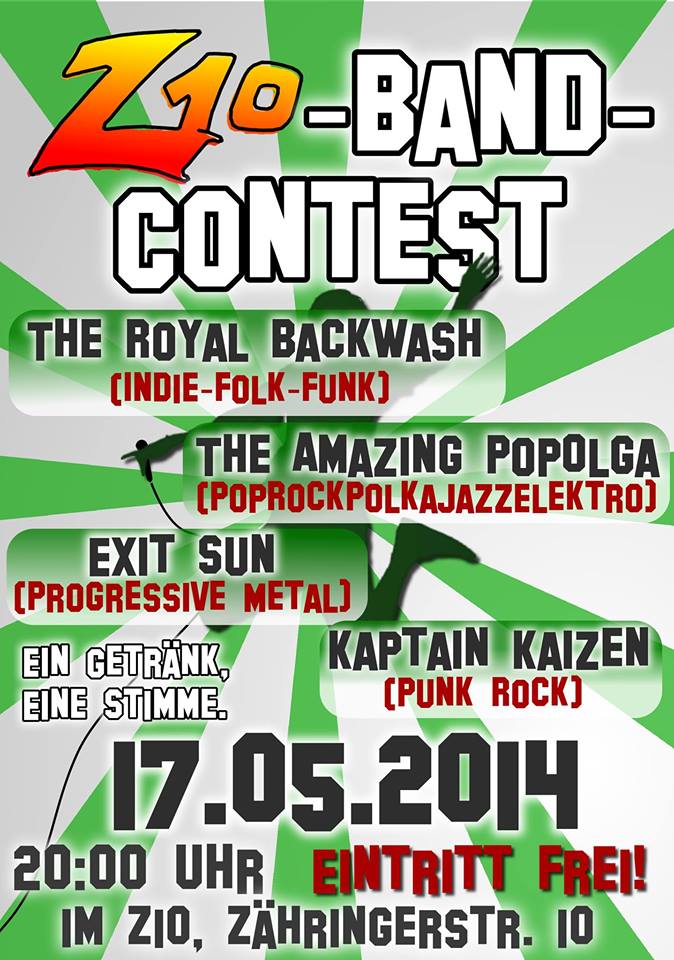 Z10-BAND-
CONTEST
THE ROYAL BACKWASH
(INDIE-FOLK-FUNK)
THE AMAZING POPOLGA
(POPROCKPOLKAJAZZELEKTRO)
EXIT SUN
(PROGRESSIVE METAL)
KAPTAIN KAIZEN
(PUNK ROCK)
EIN GETRÄNK,
EINE STIMME.
17.05.2014
20:00 UHR EINTRITT FREI!
IM Z10, ZÄHRINGERSTR. 10